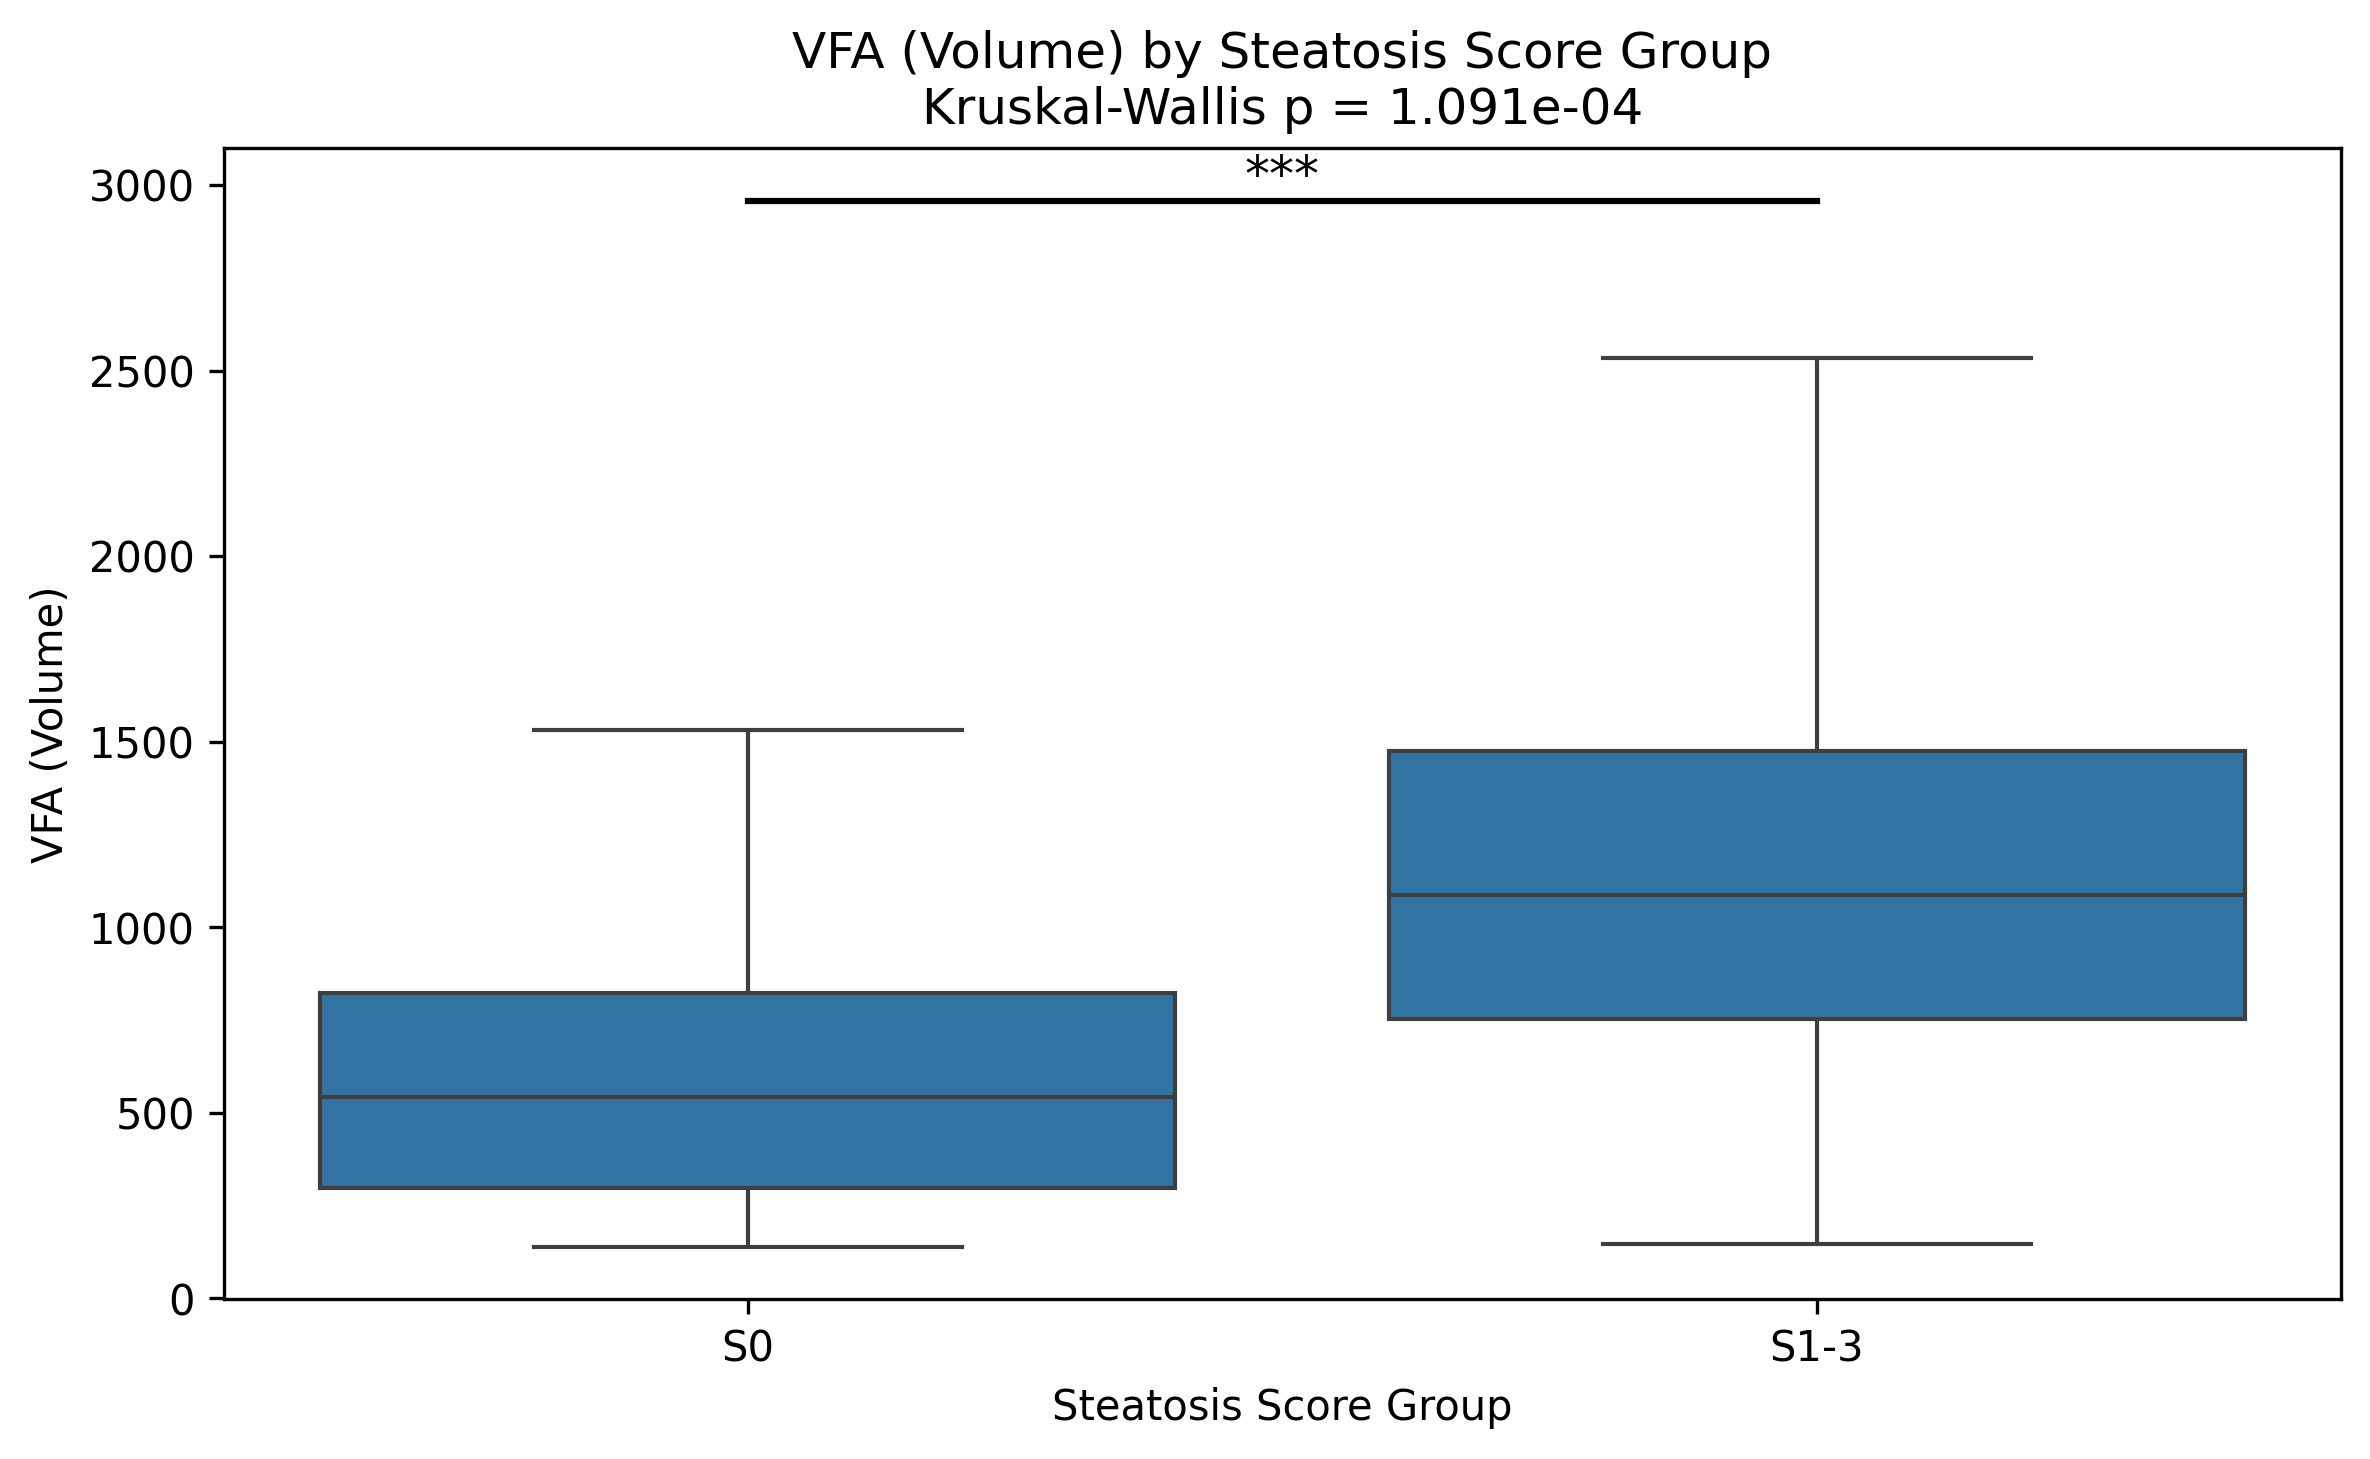 VFA (Volume) by Steatosis Score Group
Kruskal-Wallis p = 1.091e-04
***
3000
2500
2000
1500
1000
500
0
VFA (Volume)
S0
S1-3
Steatosis Score Group